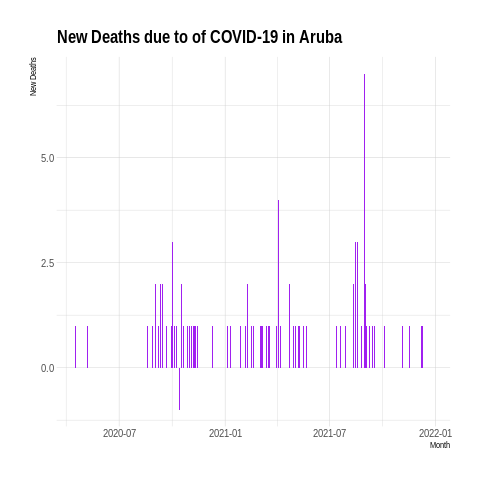 New Deaths due to of COVID-19 in Aruba
New Deaths
5.0
2.5
0.0
2020-07 2021-01 2021-07 2022-01
Month